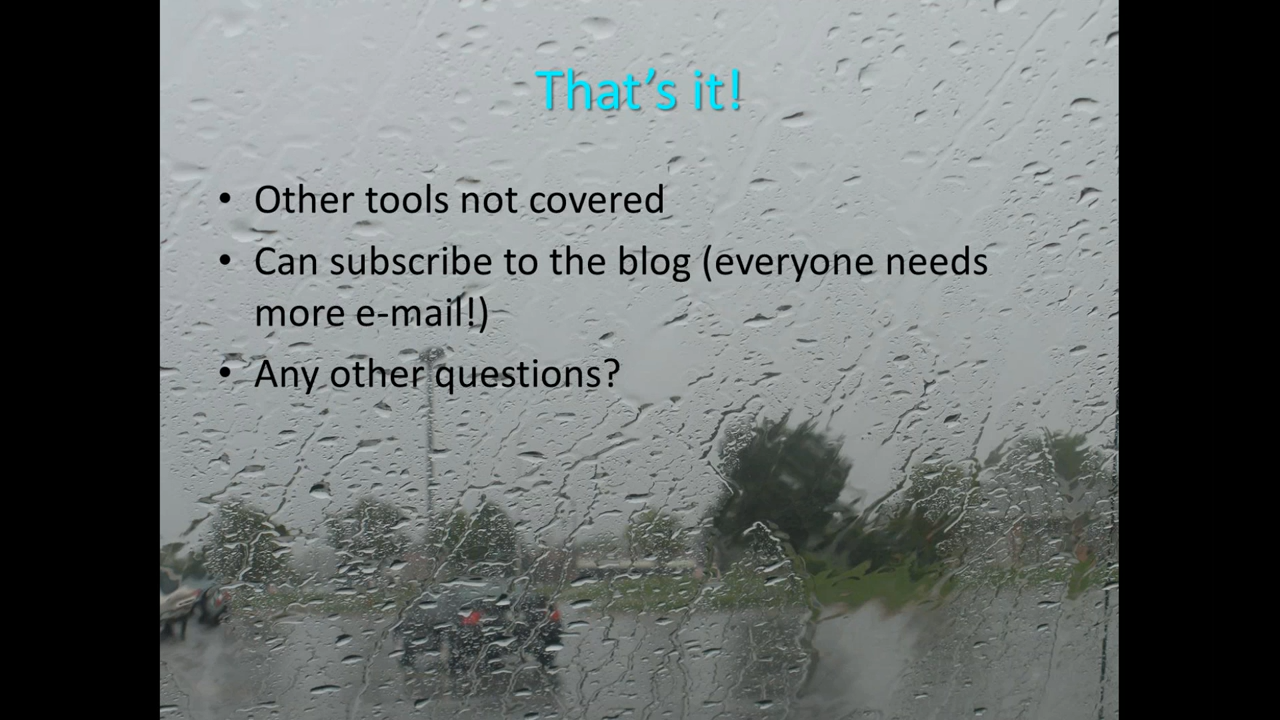 That’s it!
• Other tools not covered
• Can subscribe to the blog (everyone needs
more e-mail!)
• Any other questions?